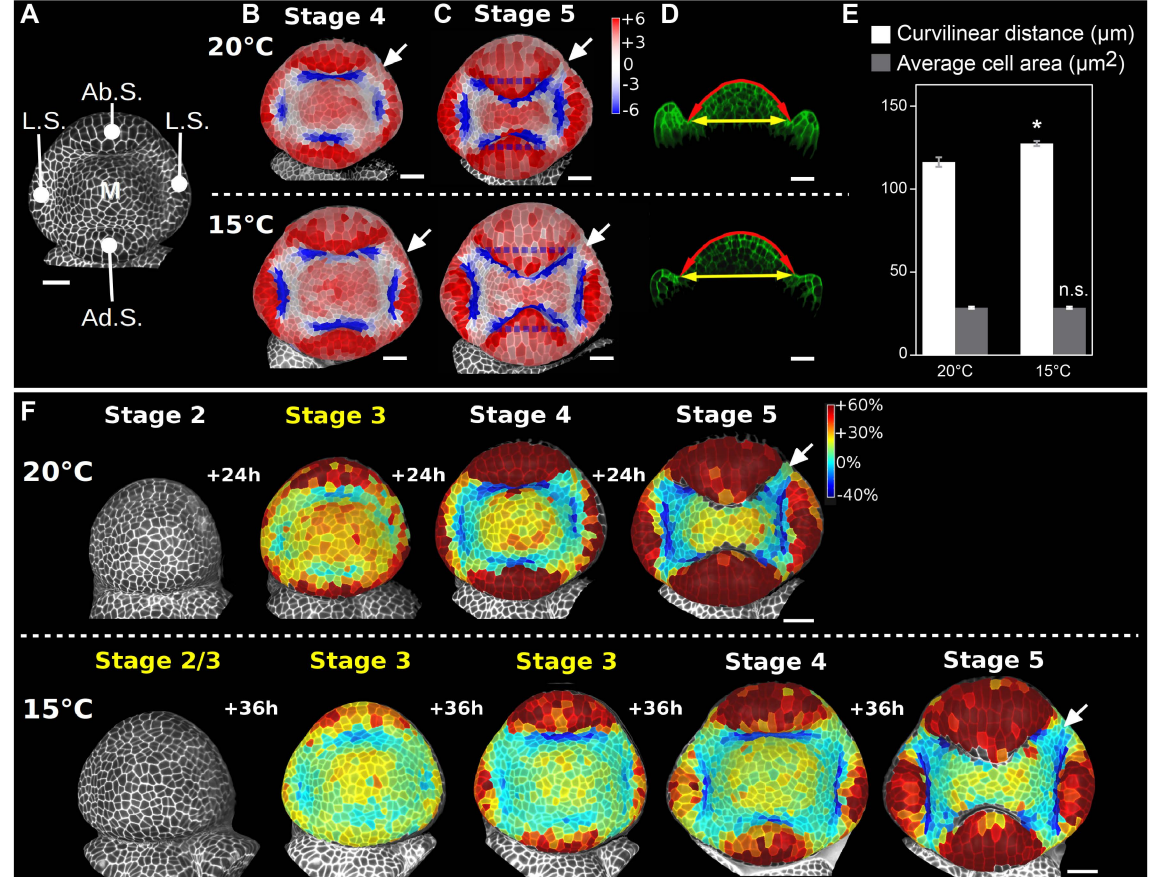 A
Ab.S.
L.S.
L.S.
M
Ad.S.
B
Stage 4
C
Stage 5
D
20°C
+6
+3
0
-3
-6
15°C
E
Curvilinear distance (µm)
Average cell area (µm2)
150
100
50
0
*
n.s.
20°C
15°C
F
Stage 2
Stage 3
Stage 4
Stage 5
20°C
+24h
+24h
+24h
+60%
+30%
0%
-40%
Stage 2/3
Stage 3
Stage 3
Stage 4
Stage 5
15°C
+36h
+36h
+36h
+36h